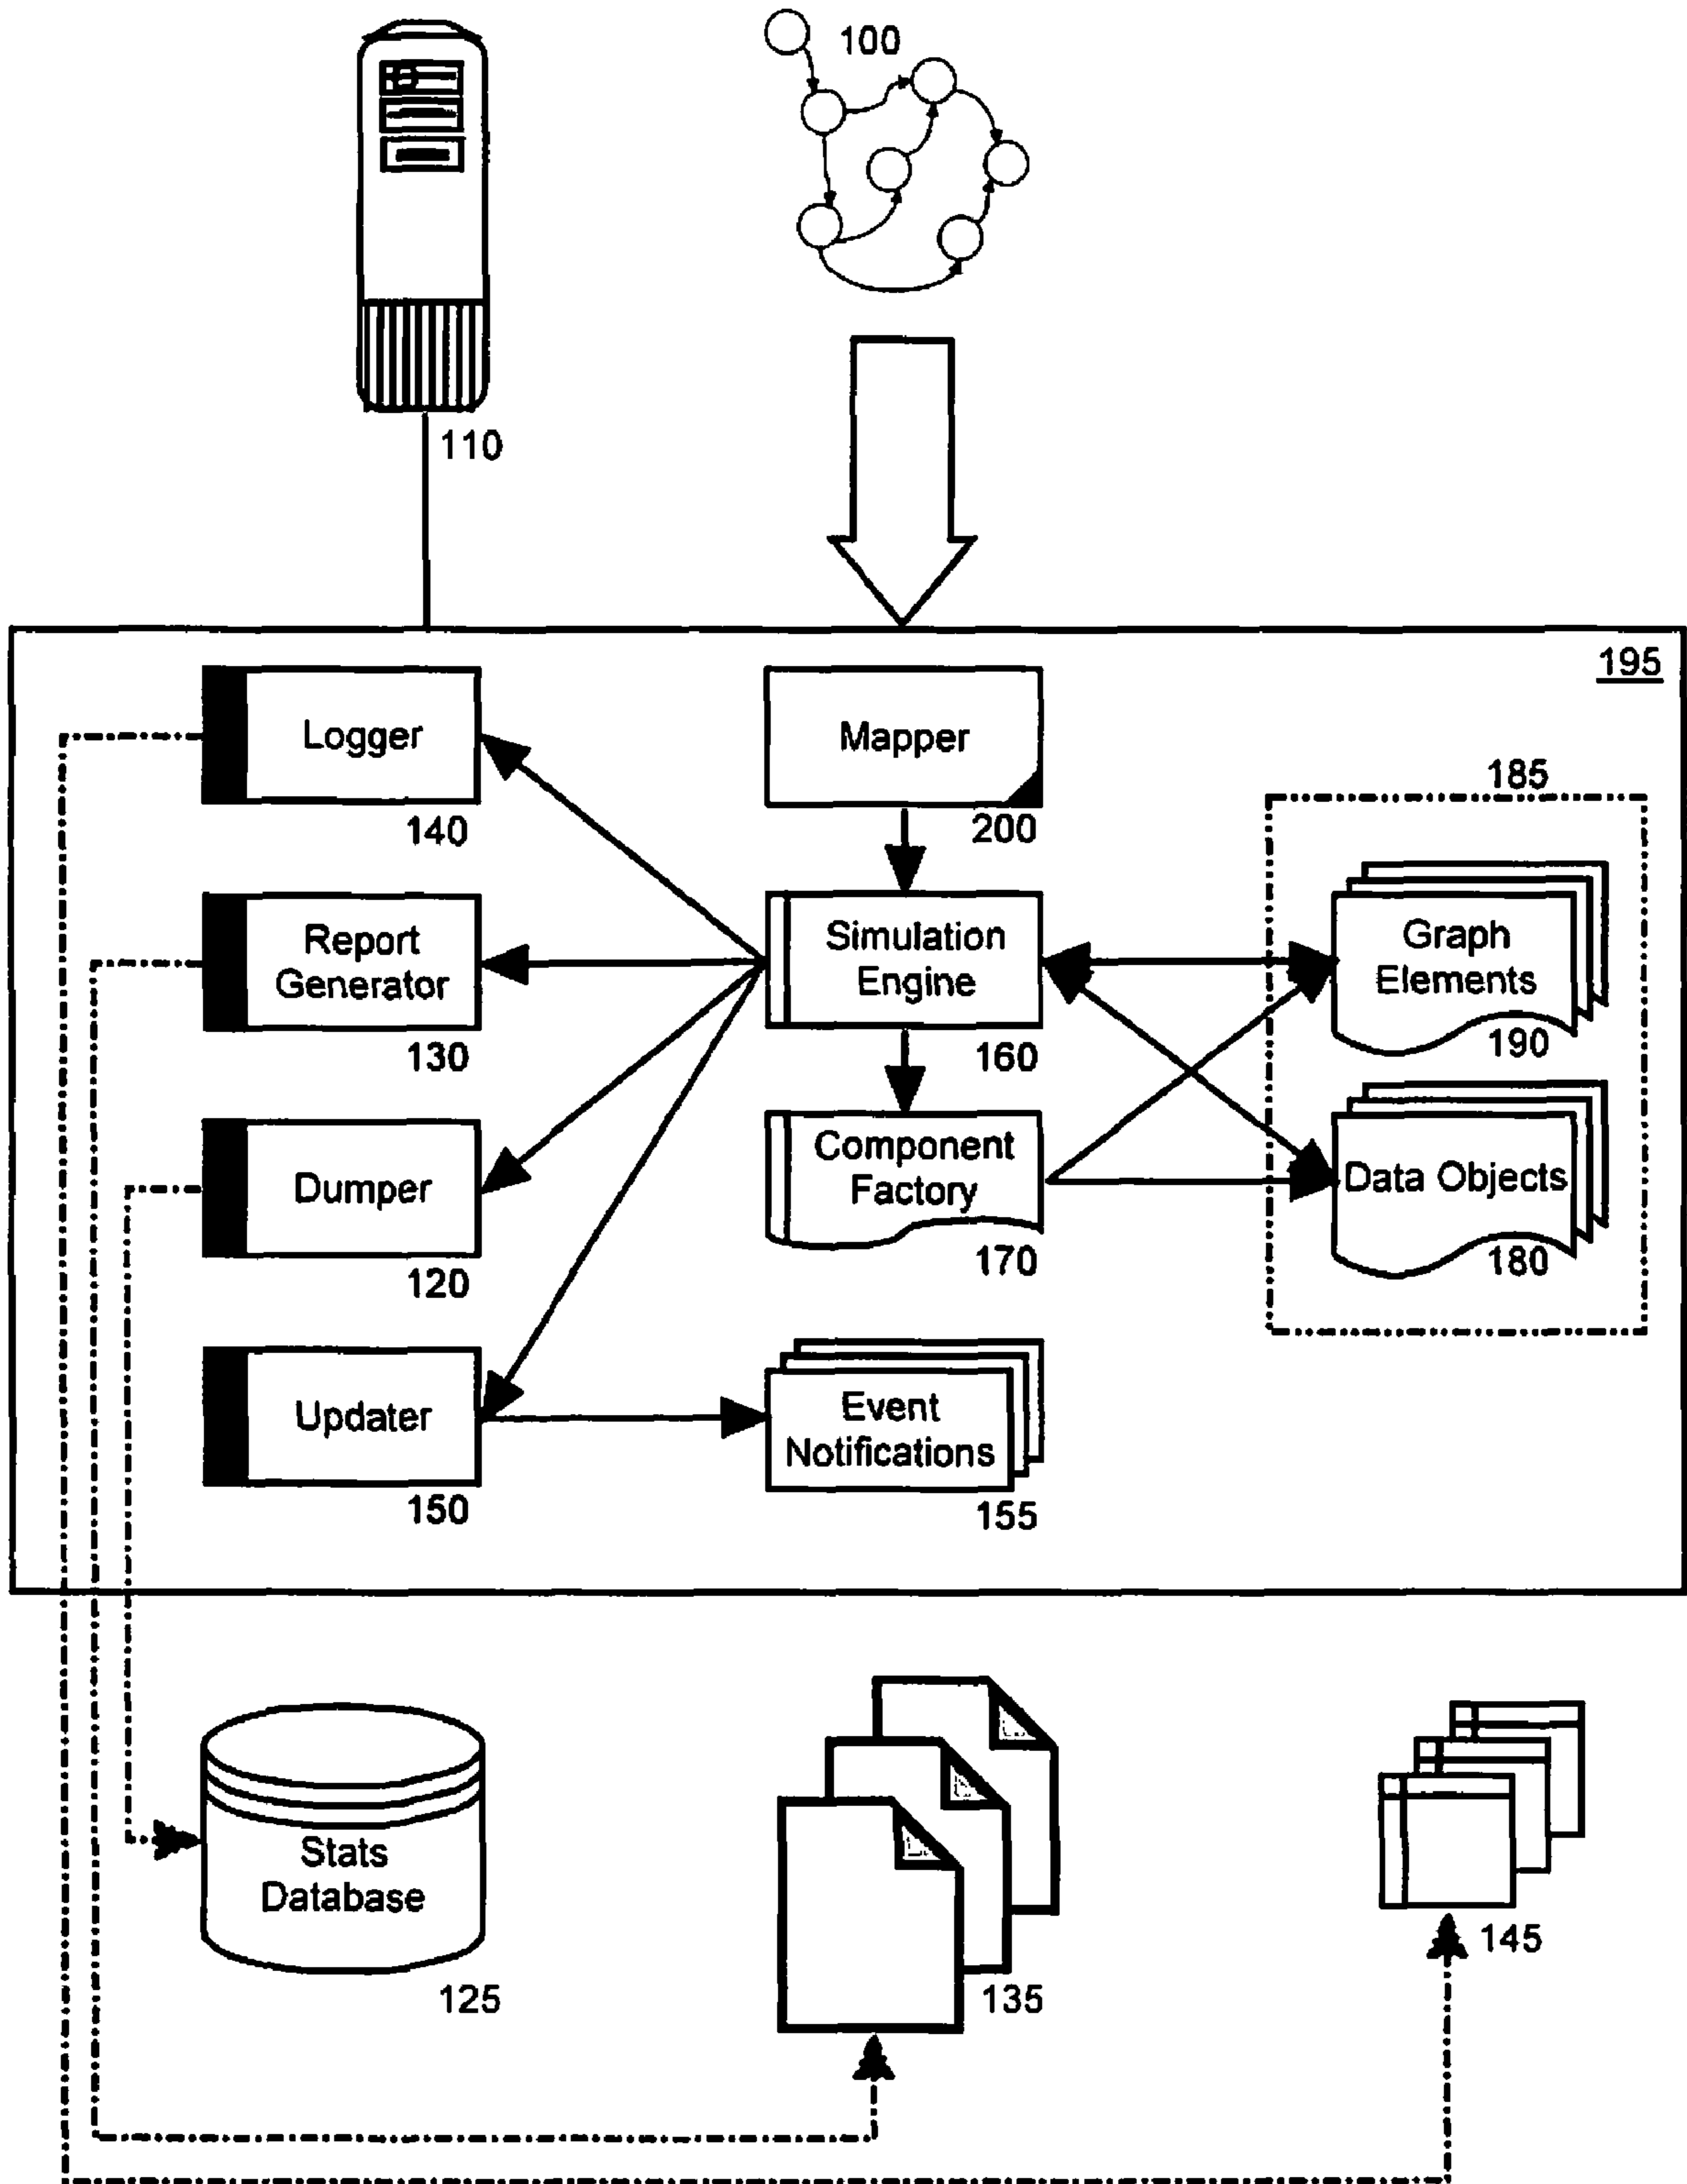 100
110
195
Logger
140
Mapper
200
185
Report
Generator
130
Simulation
Engine
160
Graph
Elements
190
Dumper
120
Component
Factory
170
Data Objects
180
Updater
150
Event
Notifications
155
Stats
Database
125
135
145